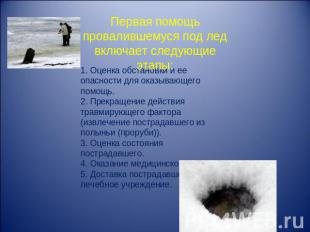 Первая помощь
провалившемуся под лед
включает следующие
этапы:
1. Оценка обстановки и ее
опасности для оказывающего
помощь.
2. Прекращение действия
травмирующего фактора
(извлечение пострадавшего из
полыньи (проруби)).
3. Оценка состояния
пострадавшего.
4. Оказание медицинско
5. Доставка пострадавше
лечебное учреждение.